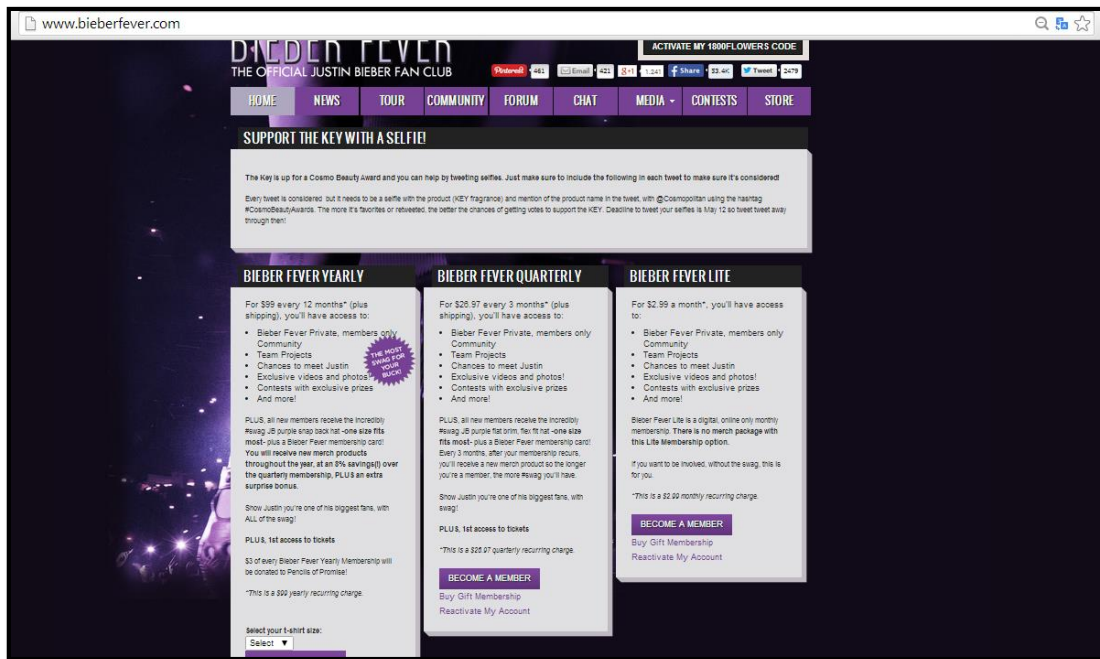 www.bieberfever.com
BIEBER FEVER
THE OFFICIAL JUSTIN BIEBER FAN CLUB
ACTIVATE MY 1800FLOWERS CODE
Pinterest 461 Email 421 g+1 1,241 f Share 53.4K Tweet 2479
HOME NEWS TOUR COMMUNITY FORUM CHAT MEDIA CONTESTS STORE
SUPPORT THE KEY WITH A SELFIE!
The Key is up for a Cosmo Beauty Award and you can help by tweeting selfies. Just make sure to include the following in each tweet to make sure it's considered!
Every tweet is considered but it needs to be a selfie with the product (KEY fragrance) and mention of the product name in the tweet, with @Cosmopolitan using the hashtag
#CosmoBeautyAwards. The more it's favorites or retweeted, the better the chances of getting votes to support the KEY. Deadline to tweet your selfies is May 12 so tweet tweet away
through then!
BIEBER FEVER YEARLY
For $99 every 12 months* (plus
shipping), you'll have access to:
• Bieber Fever Private, members only
Community
• Team Projects
• Chances to meet Justin
• Exclusive videos and photos!
• Contests with exclusive prizes
• And more!
THE MOST
SWAG FOR
YOUR
BUCK!
PLUS, all new members receive the incredibly
#swag JB purple snap back hat -one size fits
most- plus a Bieber Fever membership card!
You will receive new merch products
throughout the year, at an 8% savings(!) over
the quarterly membership, PLUS an extra
surprise bonus.
Show Justin you're one of his biggest fans, with
ALL of the swag!
PLUS, 1st access to tickets
$3 of every Bieber Fever Yearly Membership will
be donated to Pencils of Promise!
*This is a $99 yearly recurring charge.
Select your t-shirt size:
Select
BIEBER FEVER QUARTERLY
For $26.97 every 3 months* (plus
shipping), you'll have access to:
• Bieber Fever Private, members only
Community
• Team Projects
• Chances to meet Justin
• Exclusive videos and photos!
• Contests with exclusive prizes
• And more!
PLUS, all new members receive the incredibly
#swag JB purple flat brim, flex fit hat -one size
fits most- plus a Bieber Fever membership card!
Every 3 months, after your membership recurs,
you'll receive a new merch product so the longer
you're a member, the more #swag you'll have.
Show Justin you're one of his biggest fans, with
swag!
PLUS, 1st access to tickets
*This is a $26.97 quarterly recurring charge.
BECOME A MEMBER
Buy Gift Membership
Reactivate My Account
BIEBER FEVER LITE
For $2.99 a month*, you'll have access
to:
• Bieber Fever Private, members only
Community
• Team Projects
• Chances to meet Justin
• Exclusive videos and photos!
• Contests with exclusive prizes
• And more!
Bieber Fever Lite is a digital, online only monthly
membership. There is no merch package with
this Lite Membership option.
If you want to be involved, without the swag, this is
for you.
*This is a $2.99 monthly recurring charge.
BECOME A MEMBER
Buy Gift Membership
Reactivate My Account